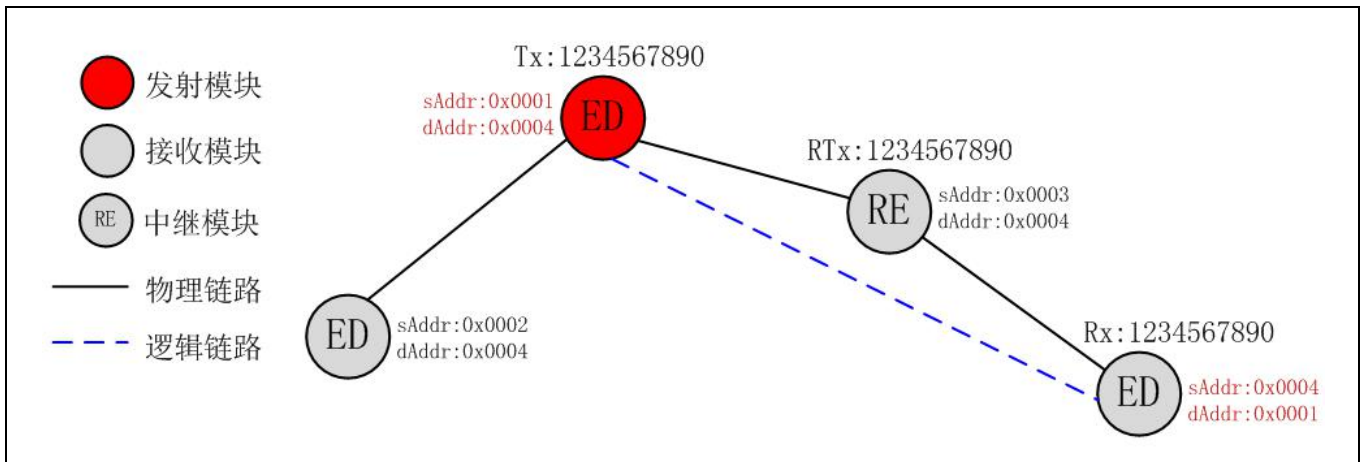 发射模块
接收模块
RE
中继模块
物理链路
逻辑链路
Tx:1234567890
sAddr:0x0001
dAddr:0x0004
ED
RTx:1234567890
RE
sAddr:0x0003
dAddr:0x0004
ED
sAddr:0x0002
dAddr:0x0004
Rx:1234567890
ED
sAddr:0x0004
dAddr:0x0001